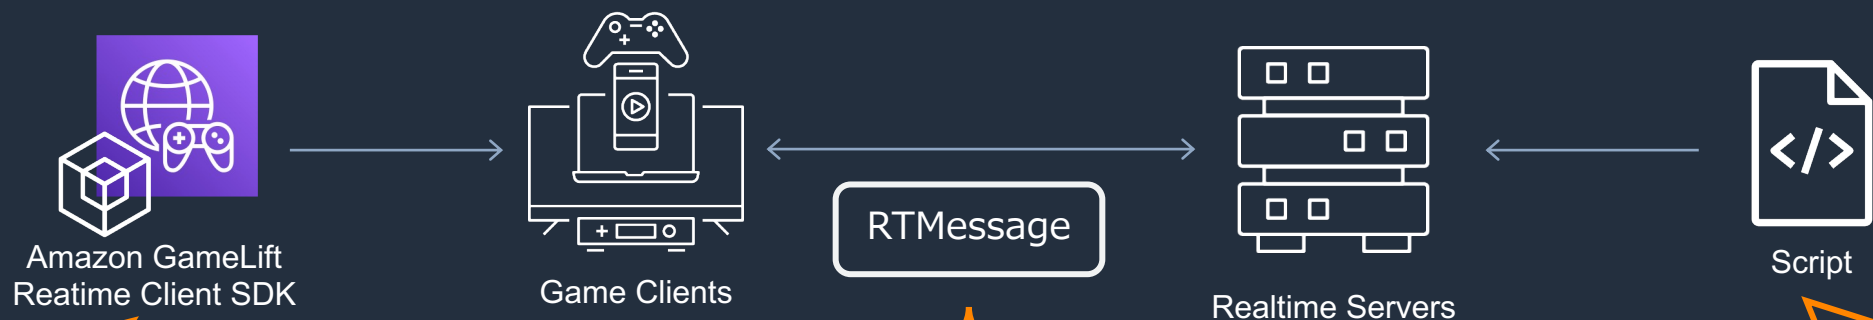 Amazon GameLift
Reatime Client SDK
Game Clients
RTMessage
Realtime Servers
Script